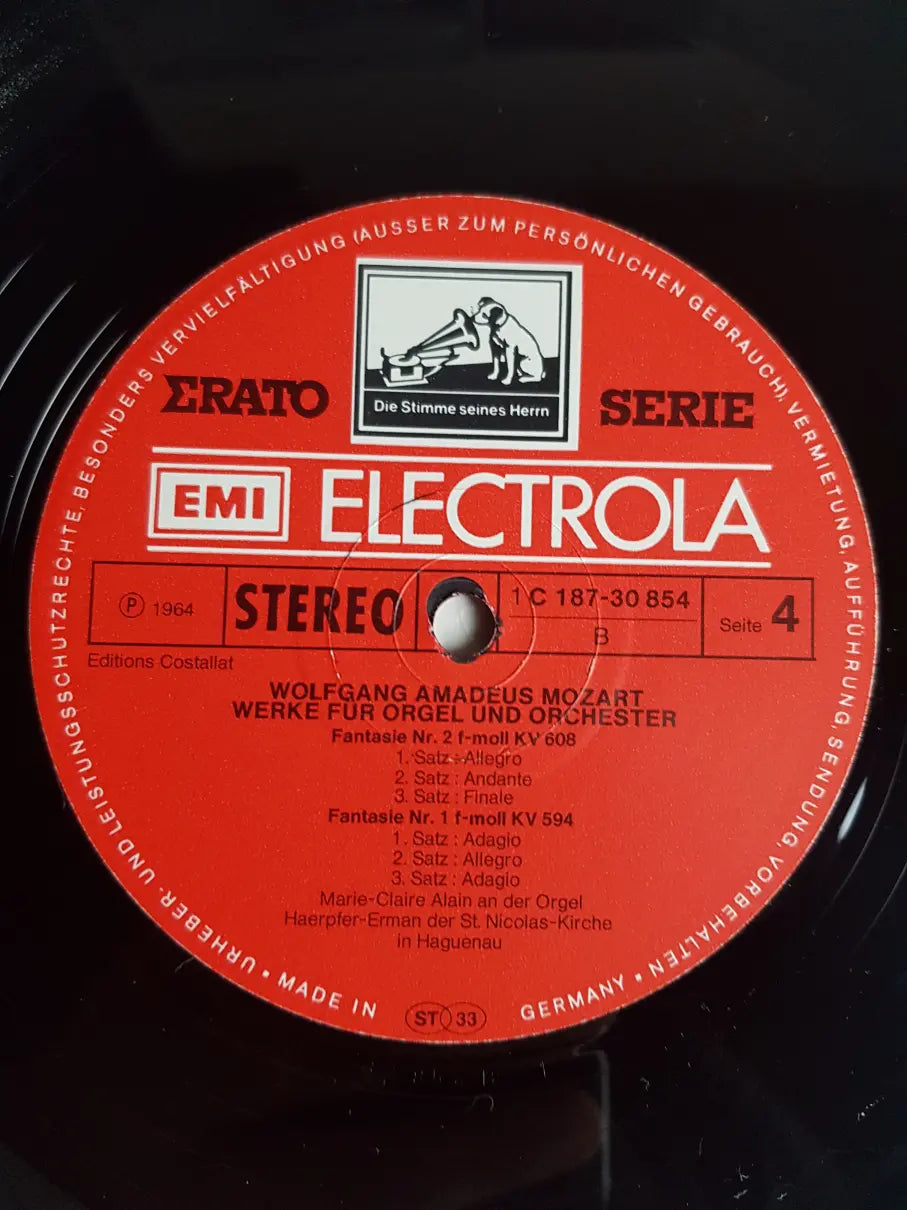 URHEBER- UND LEISTUNGSSCHUTZRECHTE, BESONDERS VERVIELFÄLTIGUNG (AUSSER ZUM PERSÖNLICHEN GEBRAUCH), VERMIETUNG, AUFFÜHRUNG, SENDUNG, VORBEHALTEN •
ΣRATO
Die Stimme seines Herrn
SERIE
EMI ELECTROLA
Ⓟ 1964
STEREO
1 C 187-30 854
B
Seite 4
Editions Costallat
WOLFGANG AMADEUS MOZART
WERKE FÜR ORGEL UND ORCHESTER
Fantasie Nr. 2 f-moll KV 608
1. Satz : Allegro
2. Satz : Andante
3. Satz : Finale
Fantasie Nr. 1 f-moll KV 594
1. Satz : Adagio
2. Satz : Allegro
3. Satz : Adagio
Marie-Claire Alain an der Orgel
Haerpfer-Erman der St. Nicolas-Kirche
in Haguenau
• MADE IN GERMANY •
ST 33